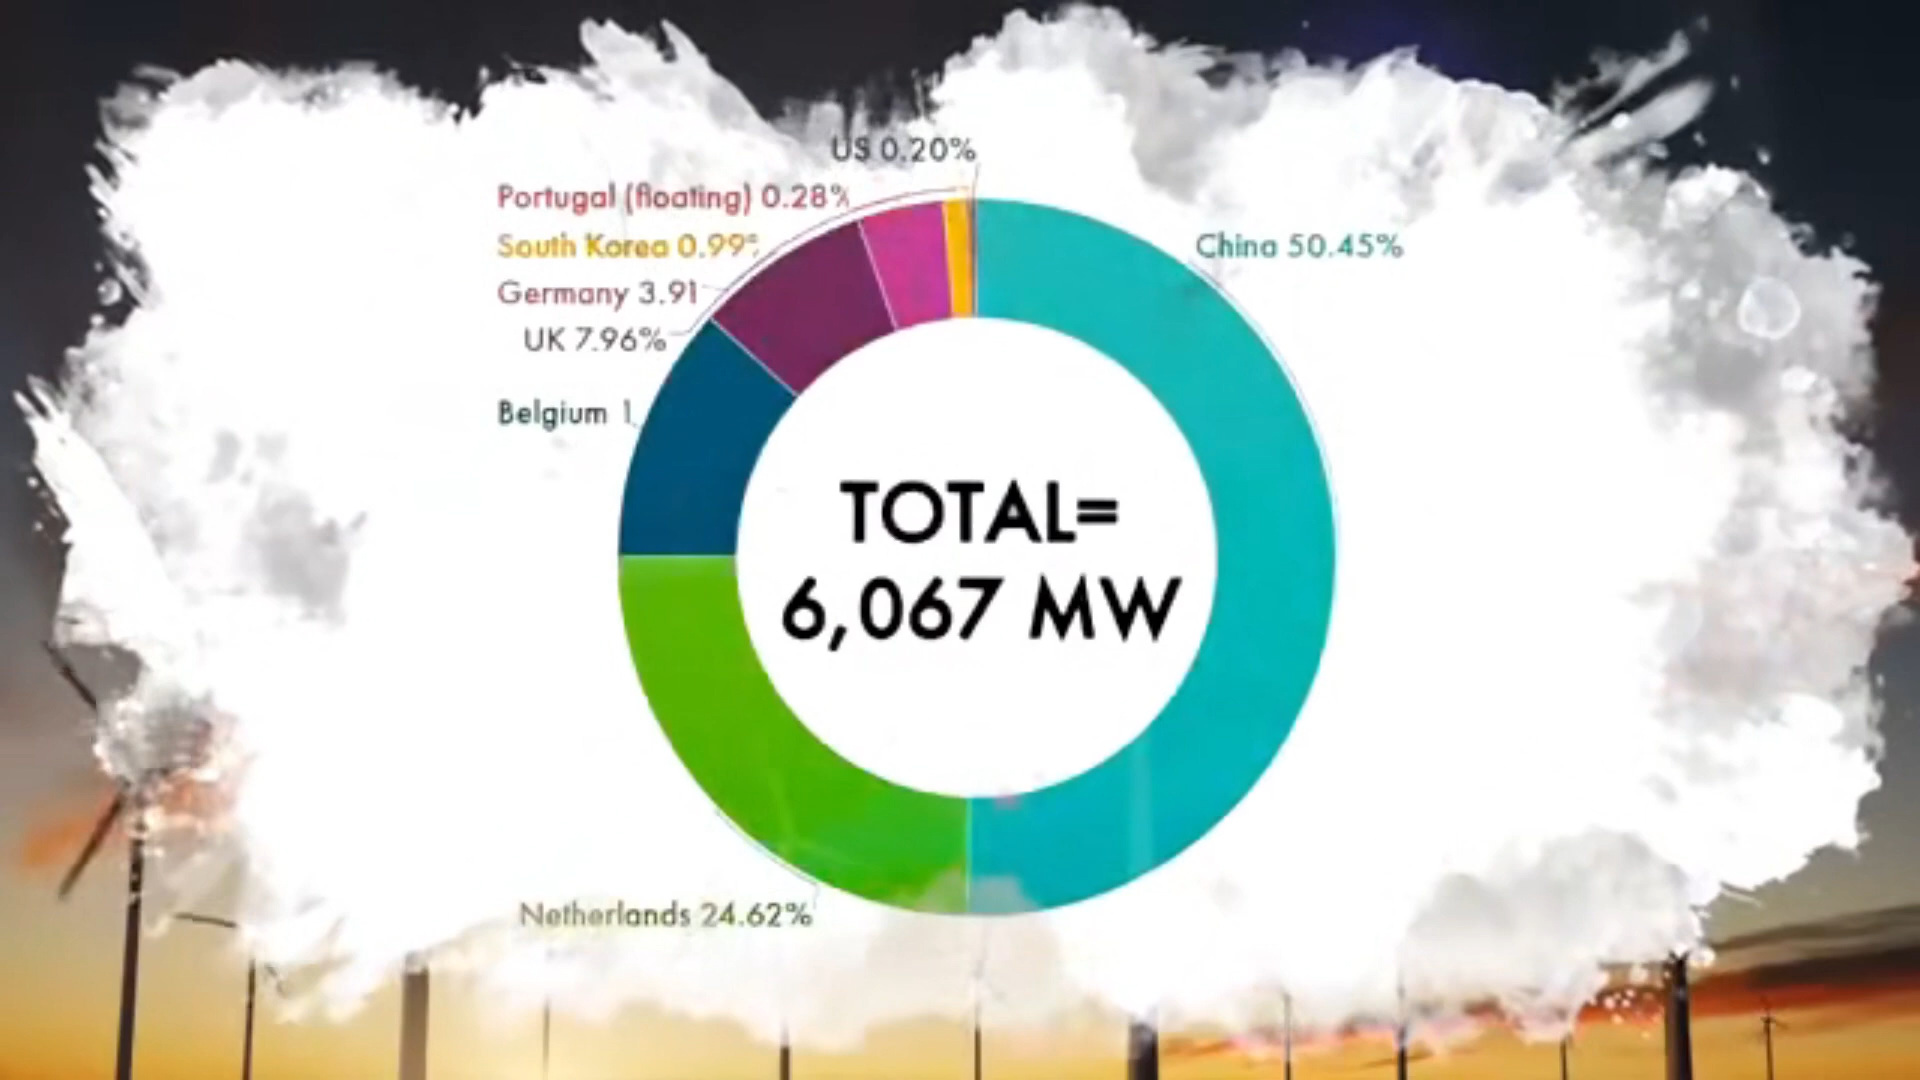 US 0.20%
Portugal (floating) 0.28%
South Korea 0.99%
China 50.45%
Germany 3.91
UK 7.96%
Belgium 1
TOTAL=
6,067 MW
Netherlands 24.62%